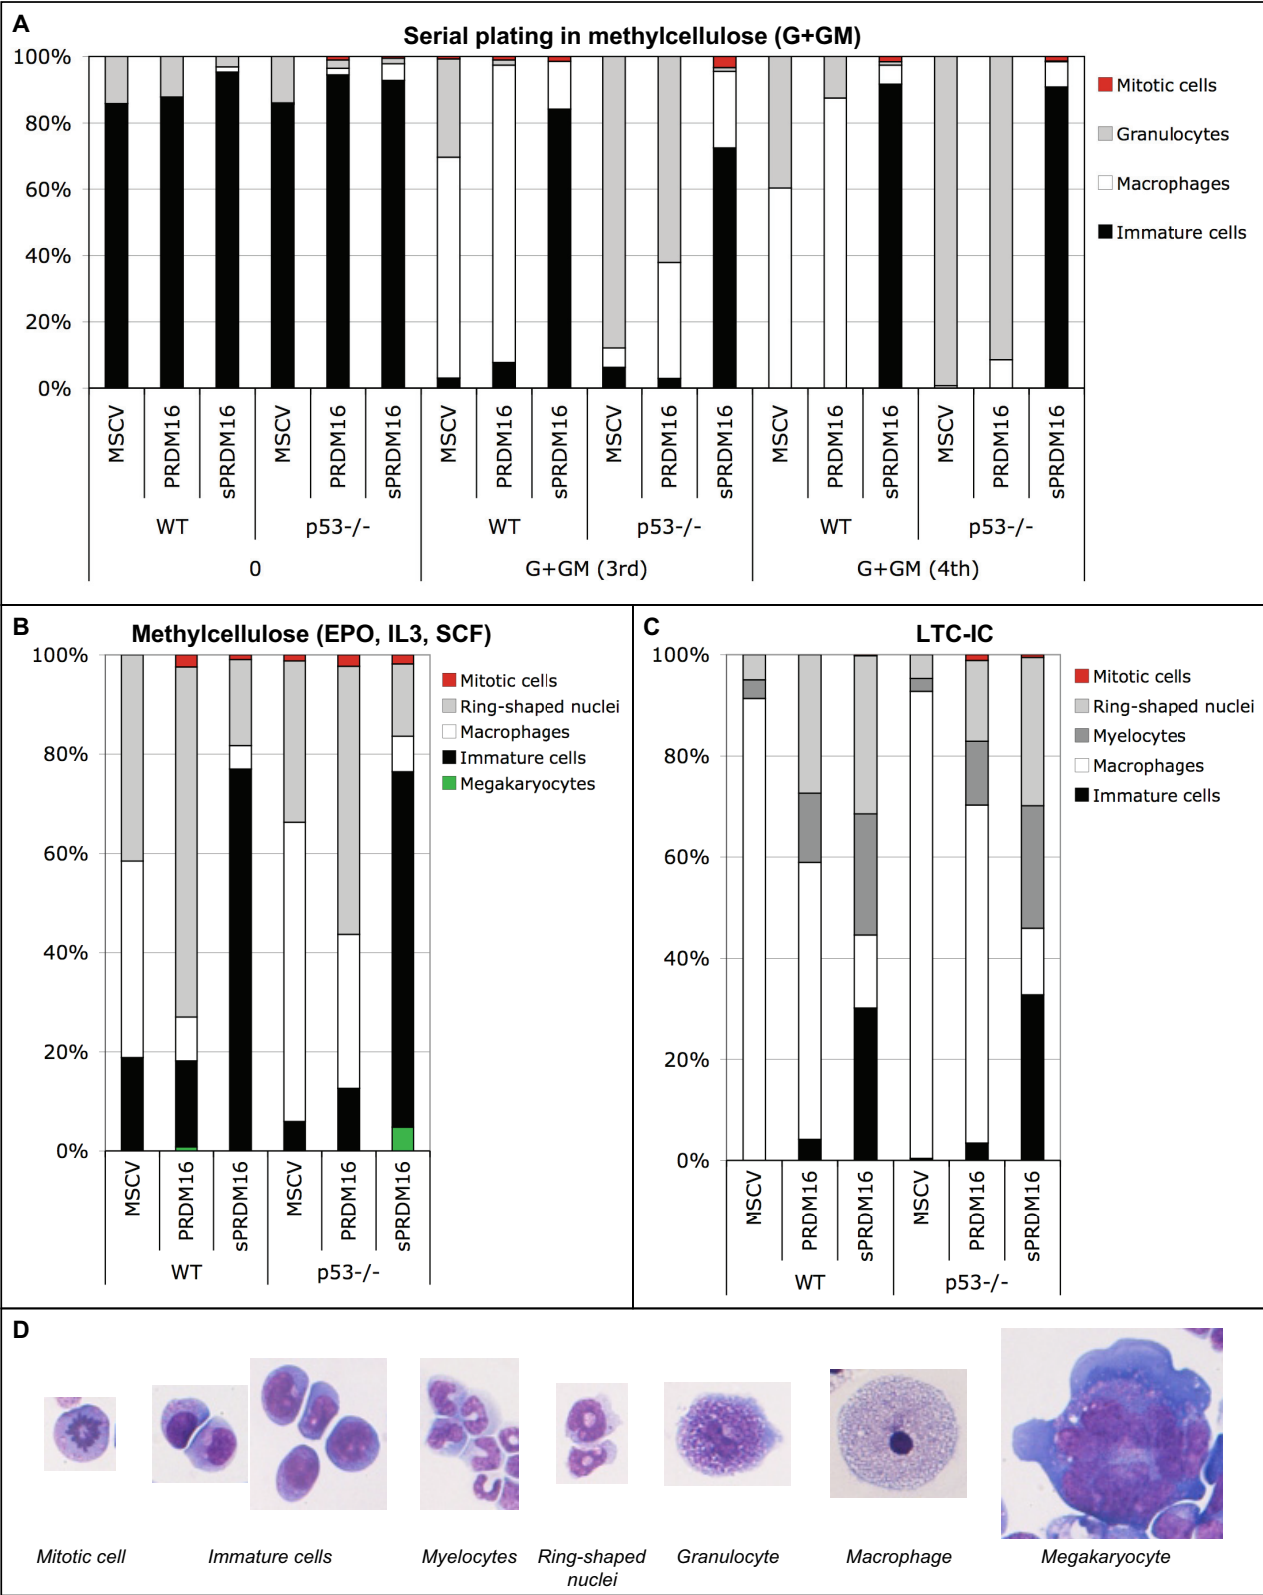 A
Serial plating in methylcellulose (G+GM)
100%
80%
60%
40%
20%
0%
Mitotic cells
Granulocytes
Macrophages
Immature cells
MSCV PRDM16 sPRDM16 MSCV PRDM16 sPRDM16 MSCV PRDM16 sPRDM16 MSCV PRDM16 sPRDM16 MSCV PRDM16 sPRDM16 MSCV PRDM16 sPRDM16
WT p53-/- WT p53-/- WT p53-/-
0 G+GM (3rd) G+GM (4th)
B
Methylcellulose (EPO, IL3, SCF)
100%
80%
60%
40%
20%
0%
Mitotic cells
Ring-shaped nuclei
Macrophages
Immature cells
Megakaryocytes
MSCV PRDM16 sPRDM16 MSCV PRDM16 sPRDM16
WT p53-/-
C
LTC-IC
100%
80%
60%
40%
20%
0%
Mitotic cells
Ring-shaped nuclei
Myelocytes
Macrophages
Immature cells
MSCV PRDM16 sPRDM16 MSCV PRDM16 sPRDM16
WT p53-/-
D
Mitotic cell Immature cells Myelocytes Ring-shaped Granulocyte Macrophage Megakaryocyte
nuclei